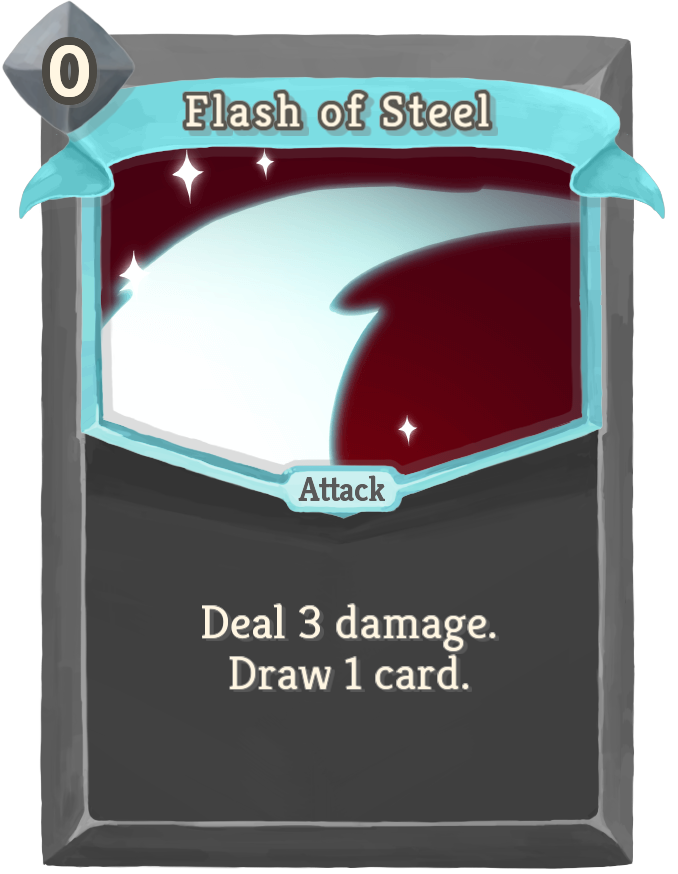 0
Flash of Steel
Attack
Deal 3 damage.
Draw 1 card.